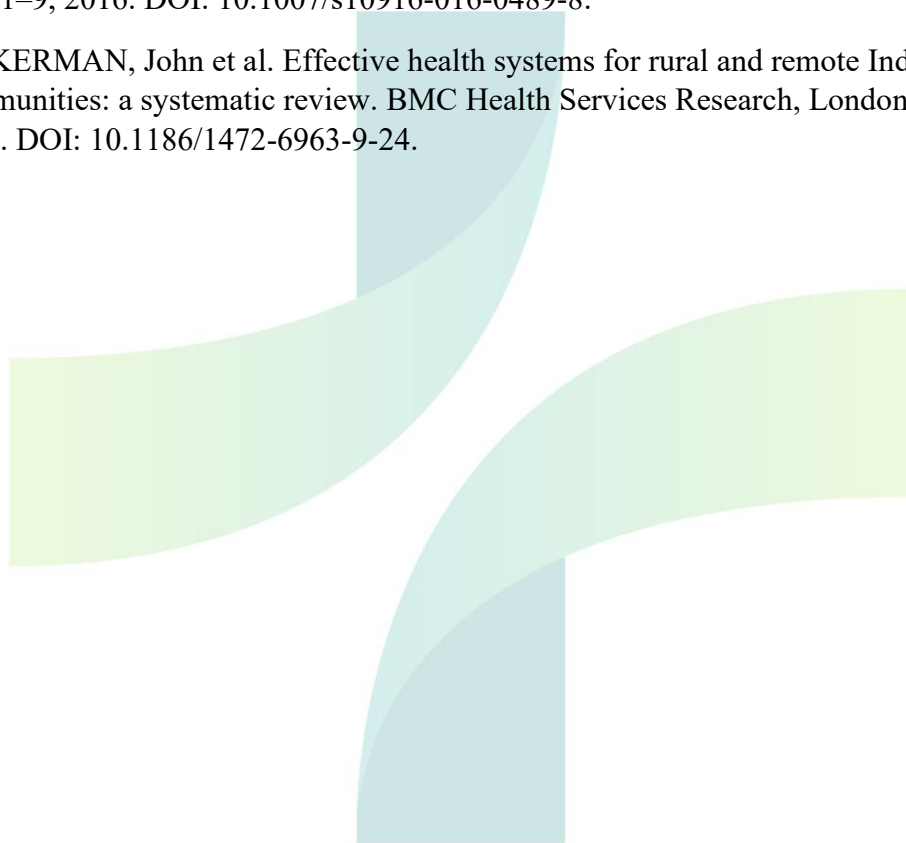 1–9, 2016. DOI: 10.1007/s10916-016-0489-8.
KERMAN, John et al. Effective health systems for rural and remote Ind
munities: a systematic review. BMC Health Services Research, London
. DOI: 10.1186/1472-6963-9-24.